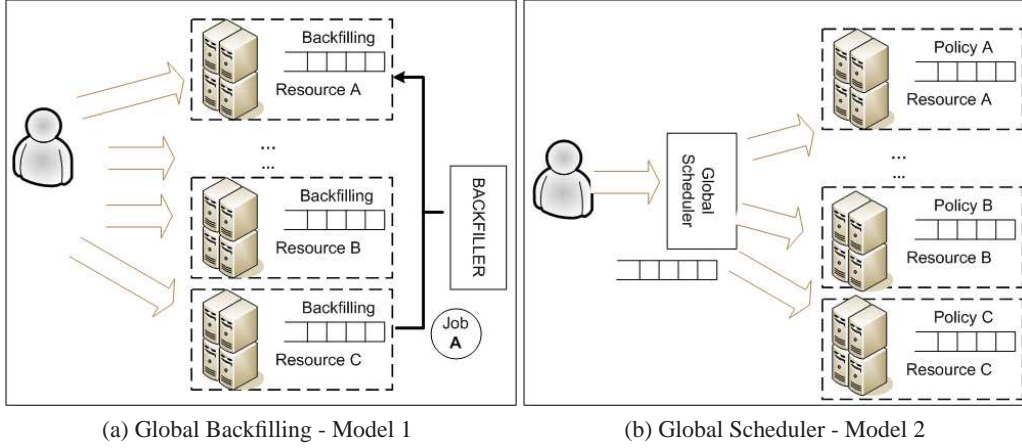 Backfilling
Resource A
...
...
Backfilling
Resource B
Backfilling
Resource C
BACKFILLER
Job
A
(a) Global Backfilling - Model 1
Global
Scheduler
Policy A
Resource A
...
...
Policy B
Resource B
Policy C
Resource C
(b) Global Scheduler - Model 2